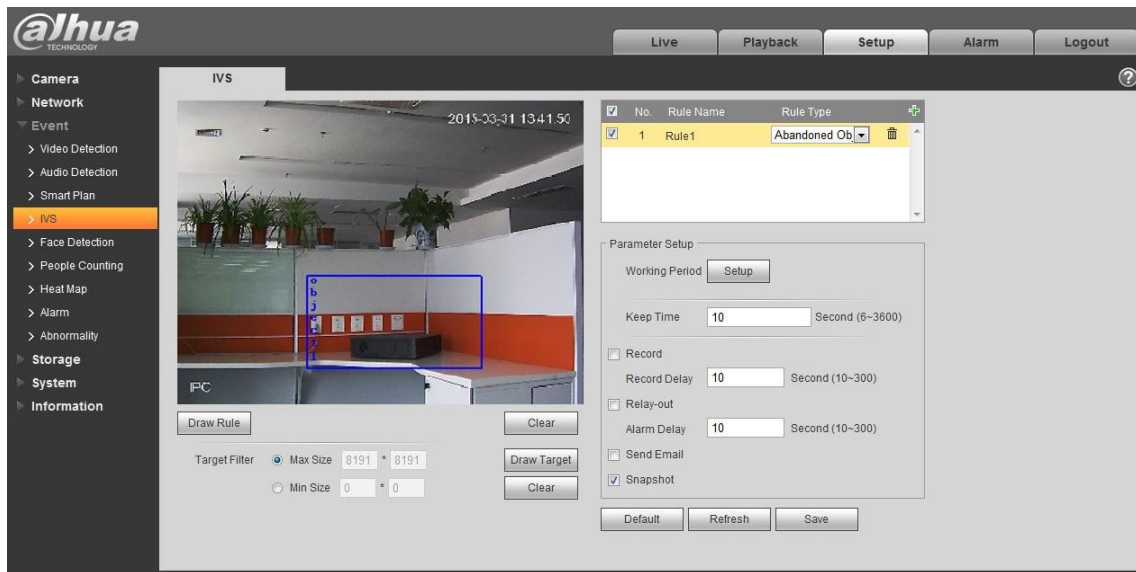 alhua
TECHNOLOGY
Live
Playback
Setup
Alarm
Logout
Camera
Network
Event
> Video Detection
> Audio Detection
> Smart Plan
> IVS
> Face Detection
> People Counting
> Heat Map
> Alarm
> Abnormality
Storage
System
Information
IVS
?
2015-03-31 13:41:50
object1
IPC
Draw Rule
Clear
Target Filter Max Size 8191 * 8191
Draw Target
Min Size 0 * 0
Clear
No. Rule Name Rule Type
1 Rule1 Abandoned Ob
Parameter Setup
Working Period Setup
Keep Time 10 Second (6~3600)
Record
Record Delay 10 Second (10~300)
Relay-out
Alarm Delay 10 Second (10~300)
Send Email
Snapshot
Default
Refresh
Save